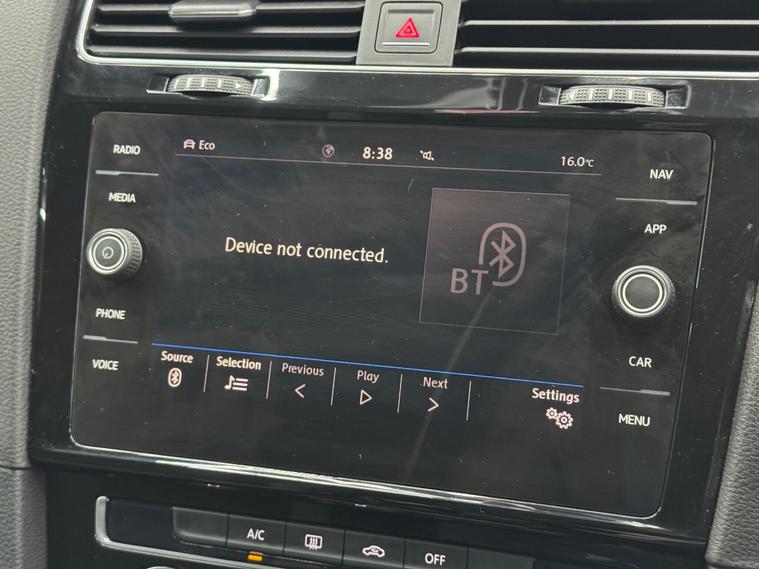 RADIO
Eco
8:38
16.0°C
NAV
MEDIA
APP
Device not connected.
BT
PHONE
CAR
VOICE
Source
Selection
Previous
Play
Next
Settings
MENU
A/C
OFF